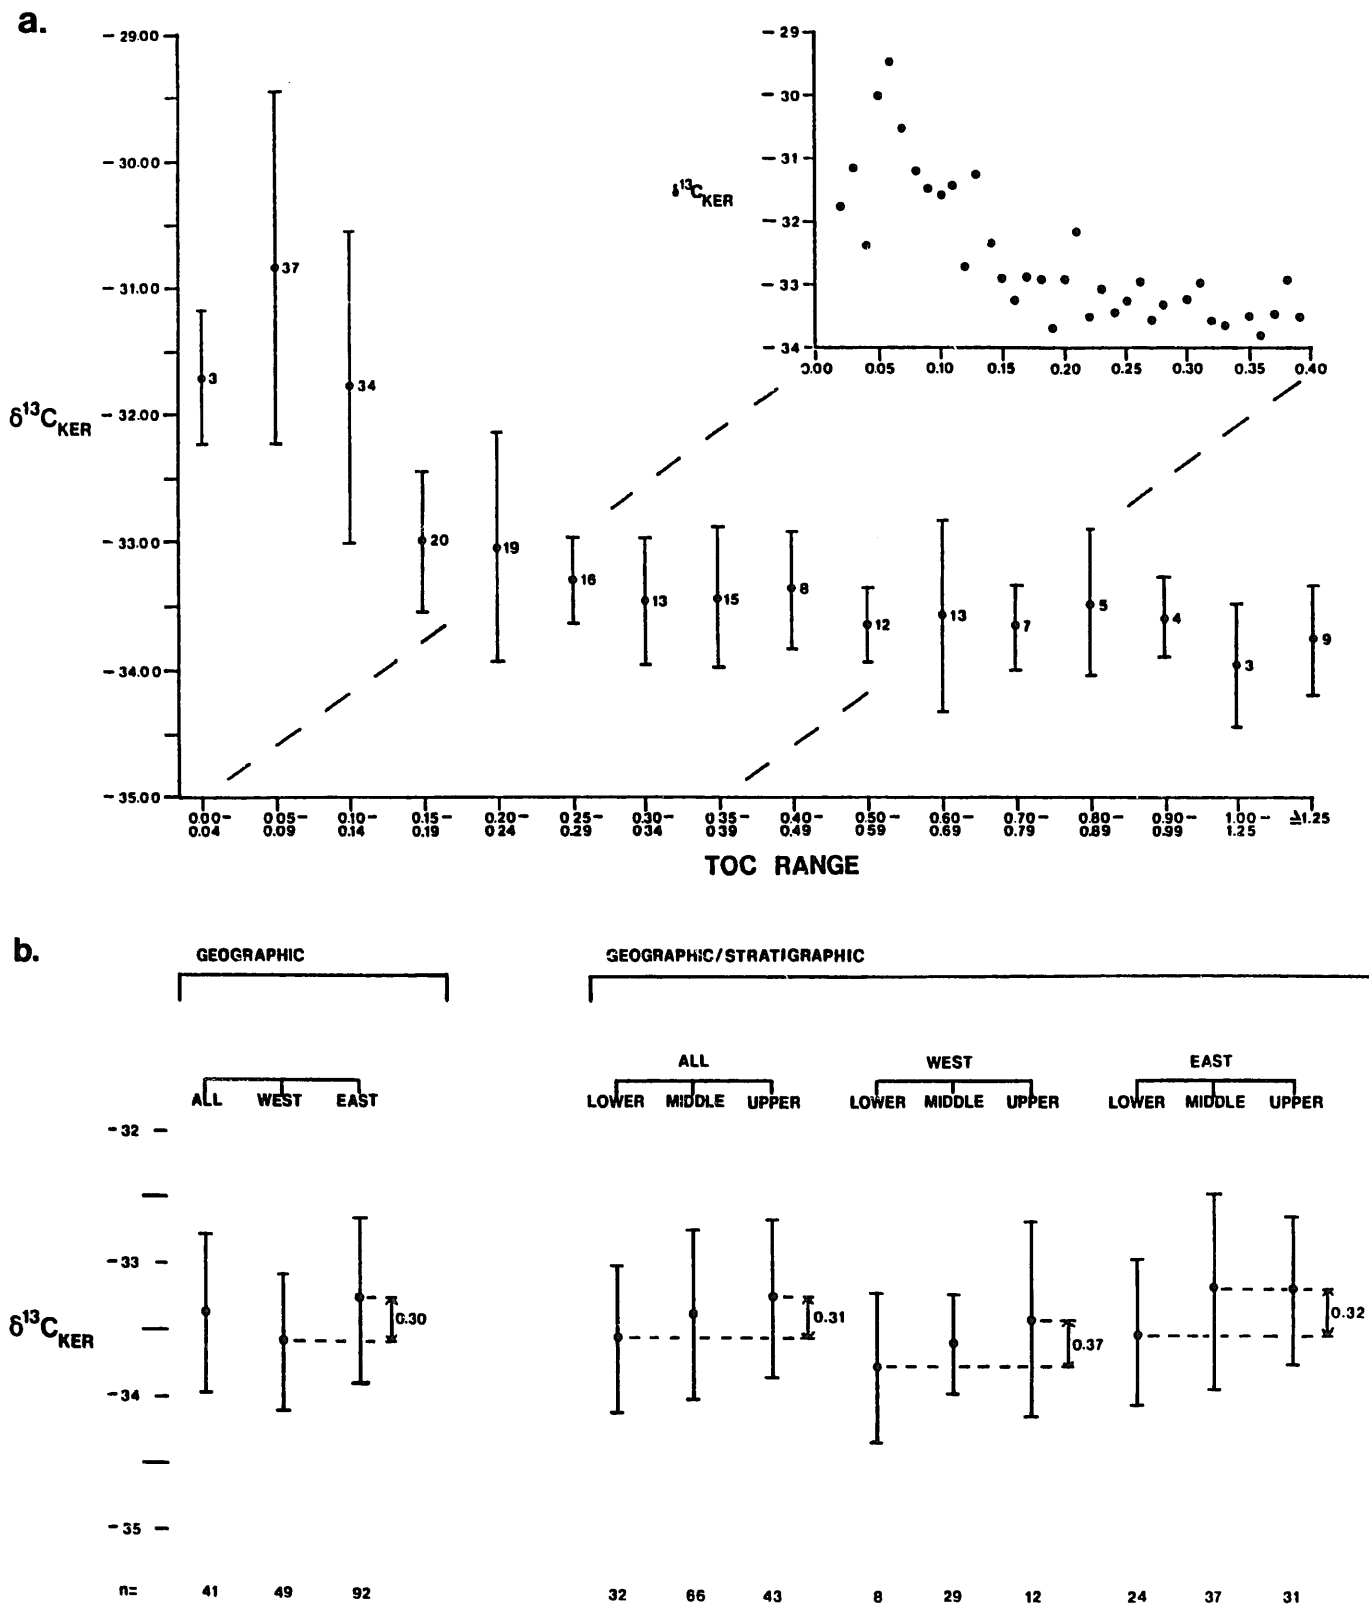 a.
- 29.00
- 30.00
- 31.00
- 32.00
- 33.00
- 34.00
- 35.00
δ13CKER
3
37
34
20
19
16
13
15
8
12
13
7
5
4
3
9
0.00 - 0.04
0.05 - 0.09
0.10 - 0.14
0.15 - 0.19
0.20 - 0.24
0.25 - 0.29
0.30 - 0.34
0.35 - 0.39
0.40 - 0.49
0.50 - 0.59
0.60 - 0.69
0.70 - 0.79
0.80 - 0.89
0.90 - 0.99
1.00 - 1.25
≥1.25
TOC RANGE
- 29
- 30
- 31
- 32
- 33
- 34
δ13CKER
0.00 0.05 0.10 0.15 0.20 0.25 0.30 0.35 0.40
b.
GEOGRAPHIC
GEOGRAPHIC/STRATIGRAPHIC
ALL WEST EAST
ALL WEST EAST
LOWER MIDDLE UPPER LOWER MIDDLE UPPER LOWER MIDDLE UPPER
-32
-33
-34
-35
δ13CKER
0.30
0.31
0.37
0.32
n= 41 49 92 32 66 43 8 29 12 24 37 31